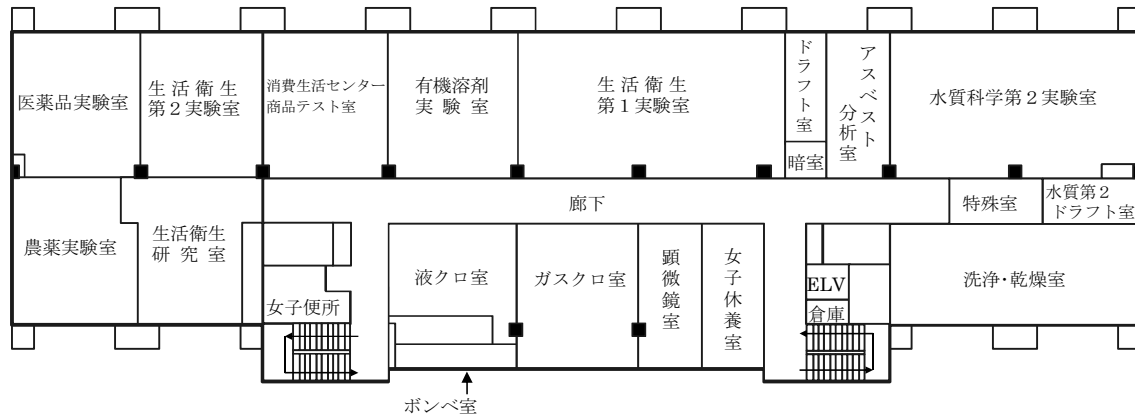 医薬品実験室
生活衛生
第2実験室
消費生活センター
商品テスト室
有機溶剤
実験室
生活衛生
第1実験室
ドラフト室
暗室
アスベスト
分析室
水質科学第2実験室
廊下
特殊室
水質第2
ドラフト室
農薬実験室
生活衛生
研究室
女子便所
液クロ室
ガスクロ室
顕微鏡室
女子休養室
ELV
倉庫
洗浄・乾燥室
ボンベ室